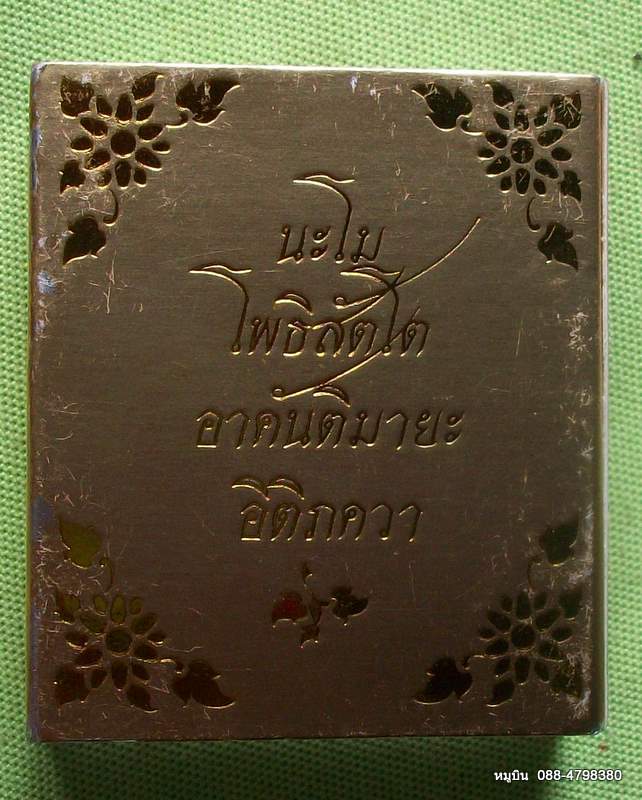 นะโม
โพธิสัตโต
อาคันติมายะ
อิติภควา
หมูบิน 088-4798380